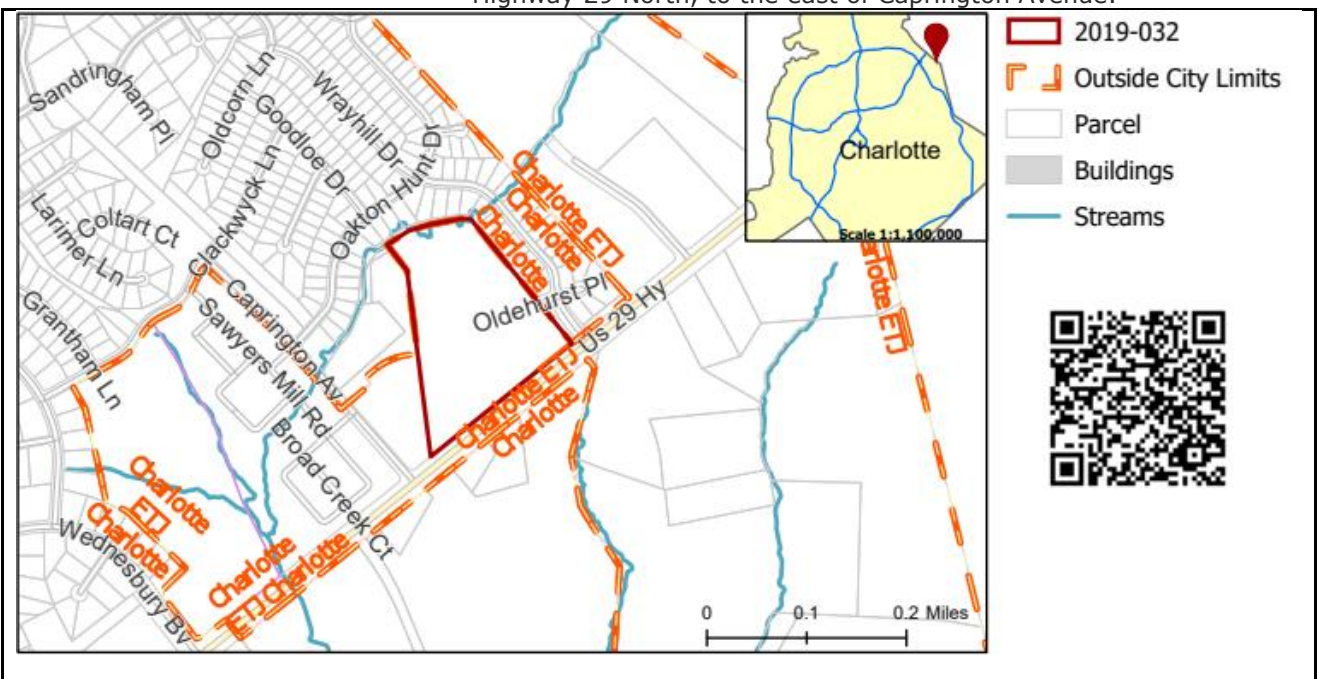 Highway 29 North, to the east of Caprington Avenue.
2019-032
Outside City Limits
Parcel
Buildings
Streams
Charlotte
Scale 1:1,100,000
Sandringham Pl
Oldcorn Ln
Goodloe Dr
Wrayhill Dr
Oakton Hunt Dr
Clackwyck Ln
Larimer Ln
Coltart Ct
Grantham Ln
Caprington Av
Sawyers Mill Rd
Broad Creek Ct
Wednesbury Bv
Oldehurst Pl
Us 29 Hy
Charlotte ETJ
Charlotte
Charlotte
Charlotte ETJ
Charlotte
Charlotte
ETJ
Charlotte
Charlotte
ETJ Charlotte
Charlotte ETJ
0 0.1 0.2 Miles